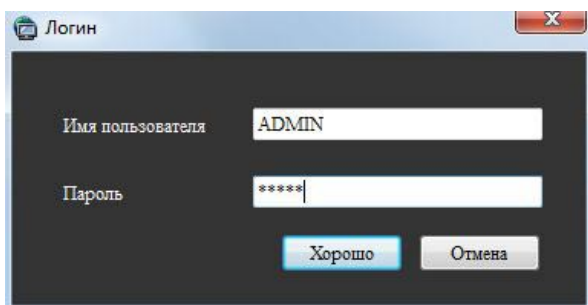 Логин
Имя пользователя ADMIN
Пароль *****
Хорошо Отмена